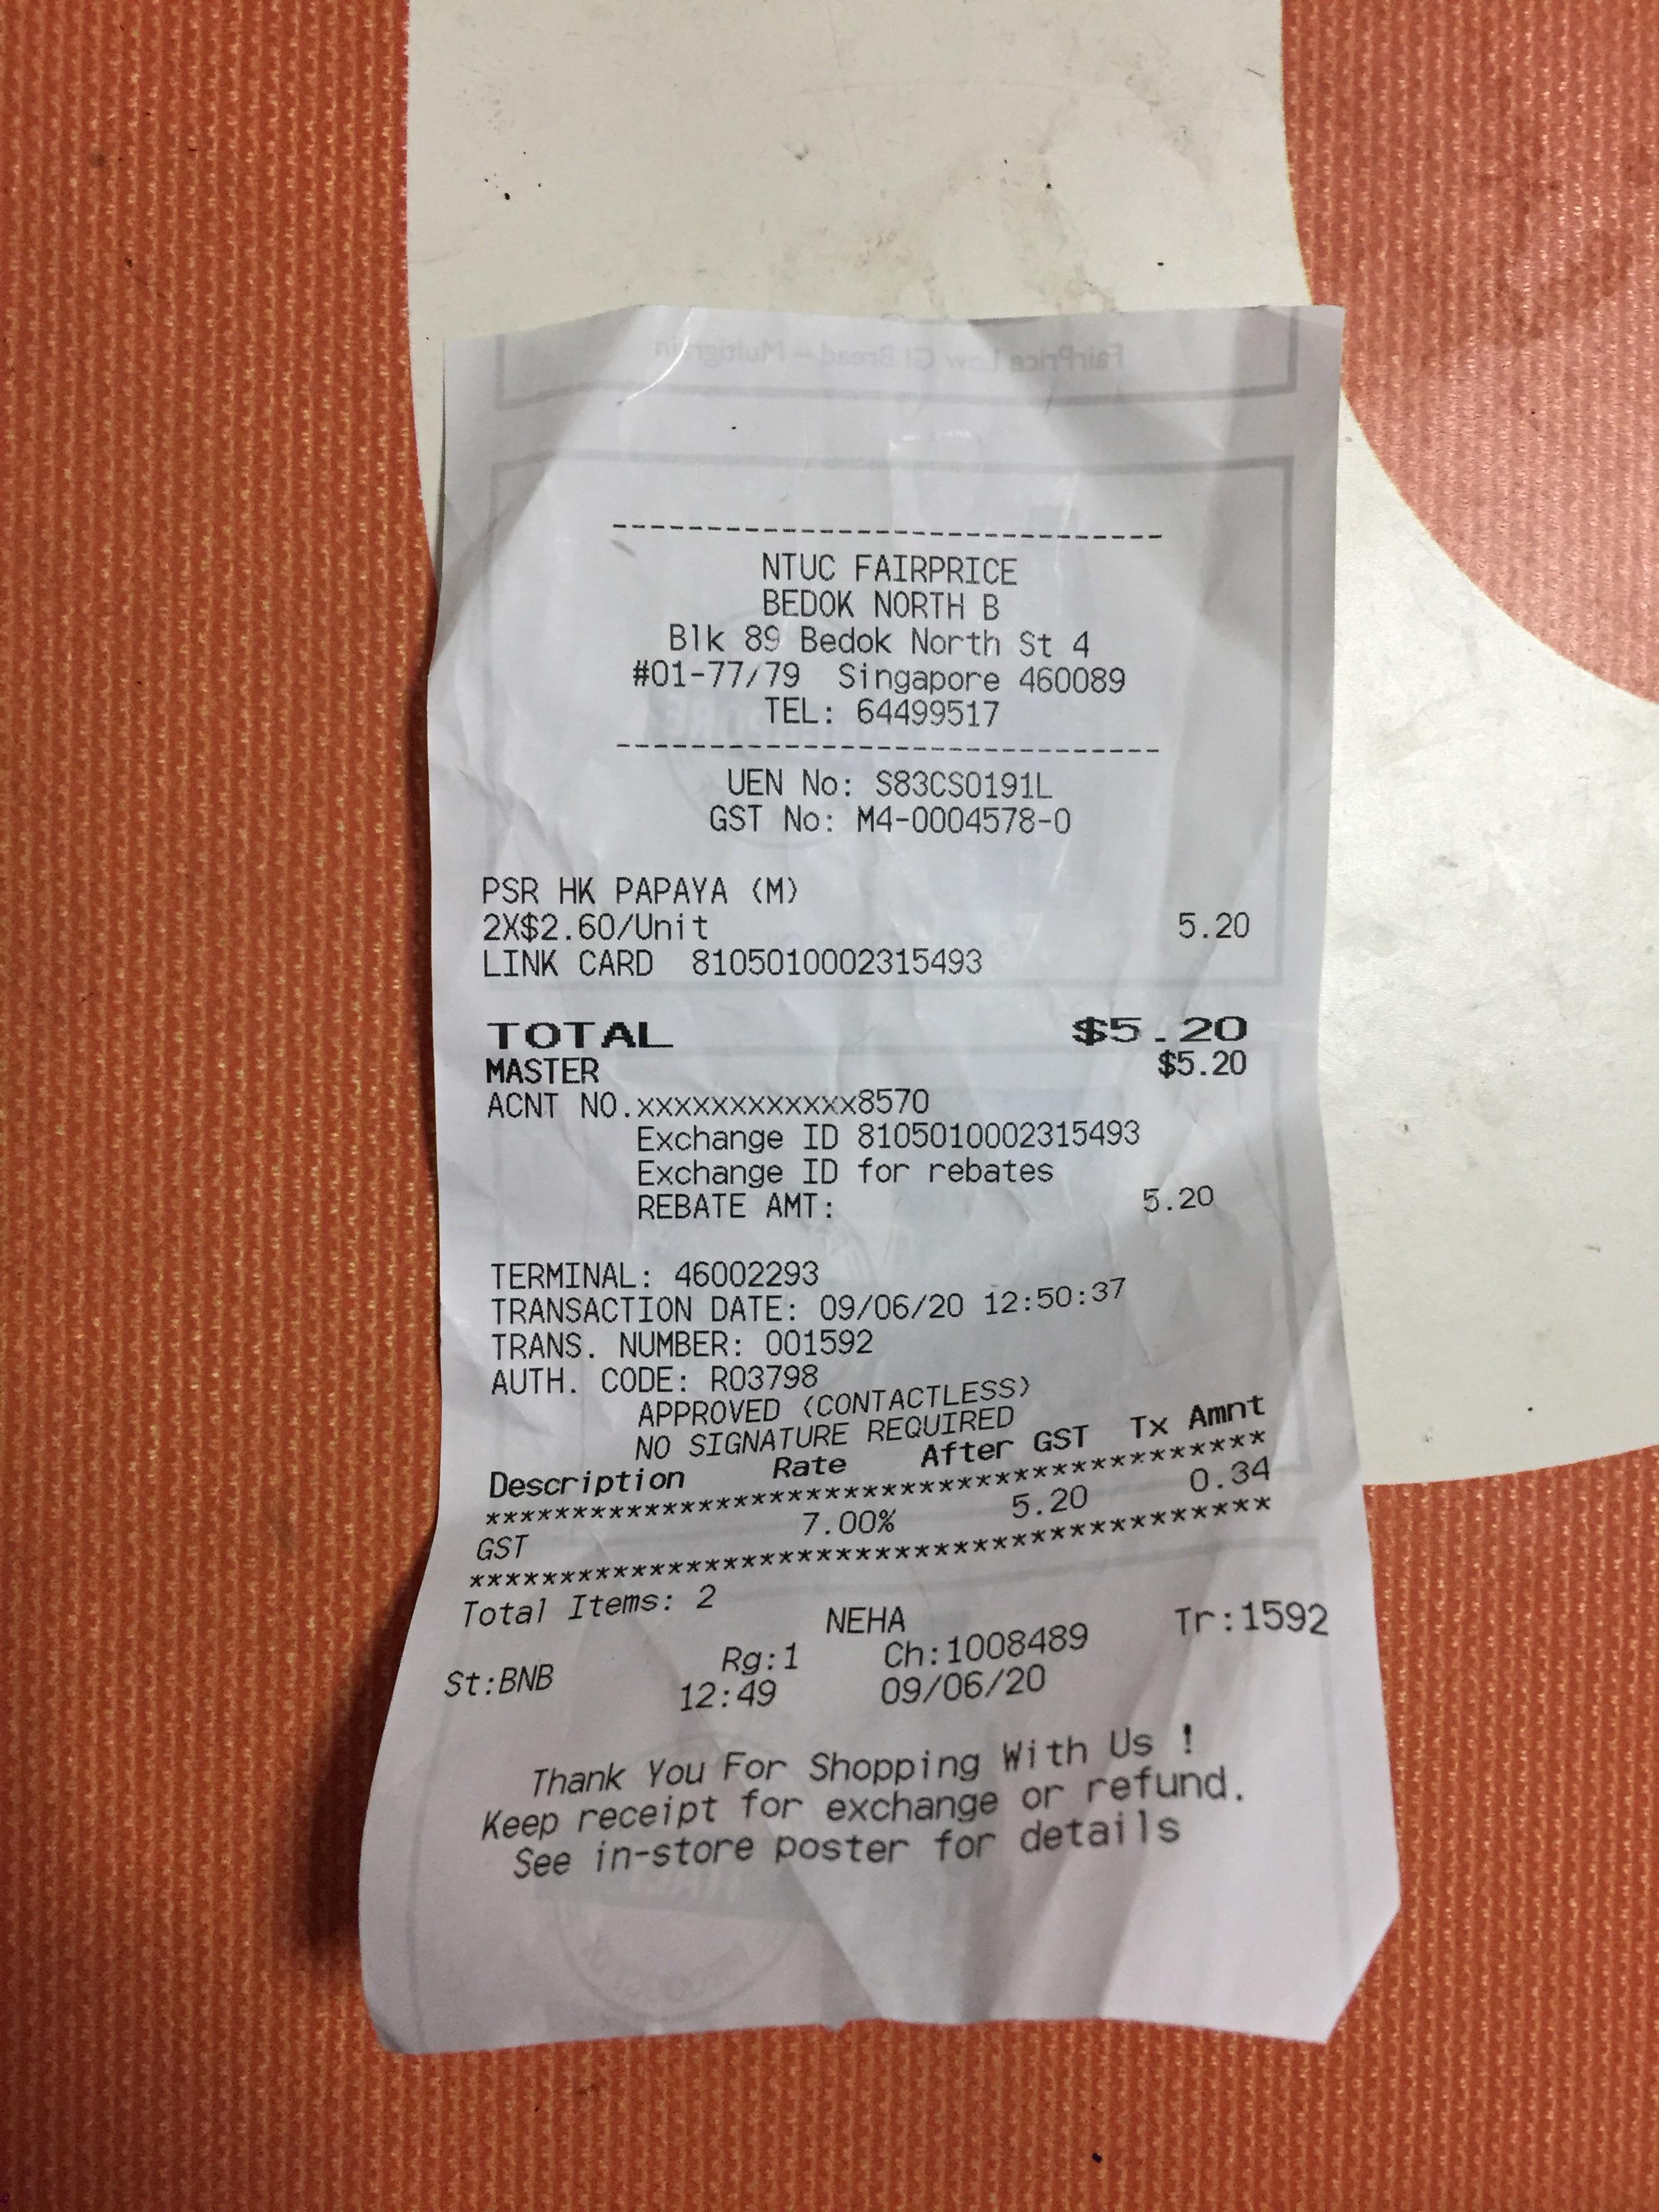 ------------------------------
NTUC FAIRPRICE
BEDOK NORTH B
Blk 89 Bedok North St 4
#01-77/79 Singapore 460089
TEL: 64499517
------------------------------
UEN No: S83CS0191L
GST No: M4-0004578-0
PSR HK PAPAYA (M)
2X$2.60/Unit 5.20
LINK CARD 8105010002315493
TOTAL $5.20
MASTER $5.20
ACNT NO.xxxxxxxxxxxx8570
Exchange ID 8105010002315493
Exchange ID for rebates
REBATE AMT: 5.20
TERMINAL: 46002293
TRANSACTION DATE: 09/06/20 12:50:37
TRANS. NUMBER: 001592
AUTH. CODE: R03798
APPROVED (CONTACTLESS)
NO SIGNATURE REQUIRED
Description Rate After GST Tx Amnt
******************************************
GST 7.00% 5.20 0.34
******************************************
Total Items: 2
NEHA
St:BNB Rg:1 Ch:1008489 Tr:1592
12:49 09/06/20
Thank You For Shopping With Us !
Keep receipt for exchange or refund.
See in-store poster for details